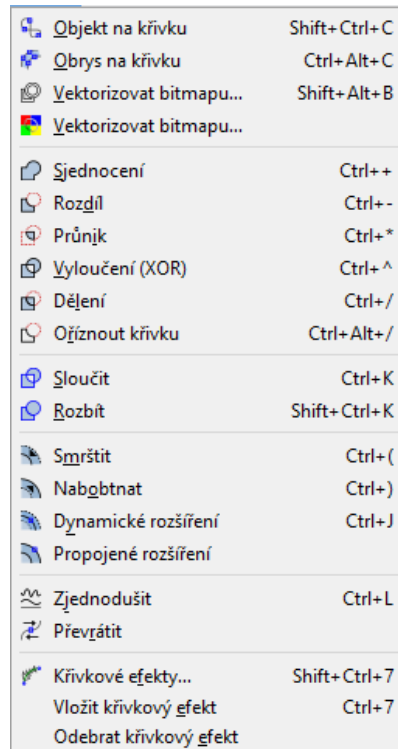 Objekt na křivku Shift+Ctrl+C
Obrys na křivku Ctrl+Alt+C
Vektorizovat bitmapu... Shift+Alt+B
Vektorizovat bitmapu...
Sjednocení Ctrl++
Rozdíl Ctrl+-
Průnik Ctrl+*
Vyloučení (XOR) Ctrl+^
Dělení Ctrl+/
Oříznout křivku Ctrl+Alt+/
Sloučit Ctrl+K
Rozbít Shift+Ctrl+K
Smrštit Ctrl+(
Nabobtnat Ctrl+)
Dynamické rozšíření Ctrl+J
Propojené rozšíření
Zjednodušit Ctrl+L
Převrátit
Křivkové efekty... Shift+Ctrl+7
Vložit křivkový efekt Ctrl+7
Odebrat křivkový efekt